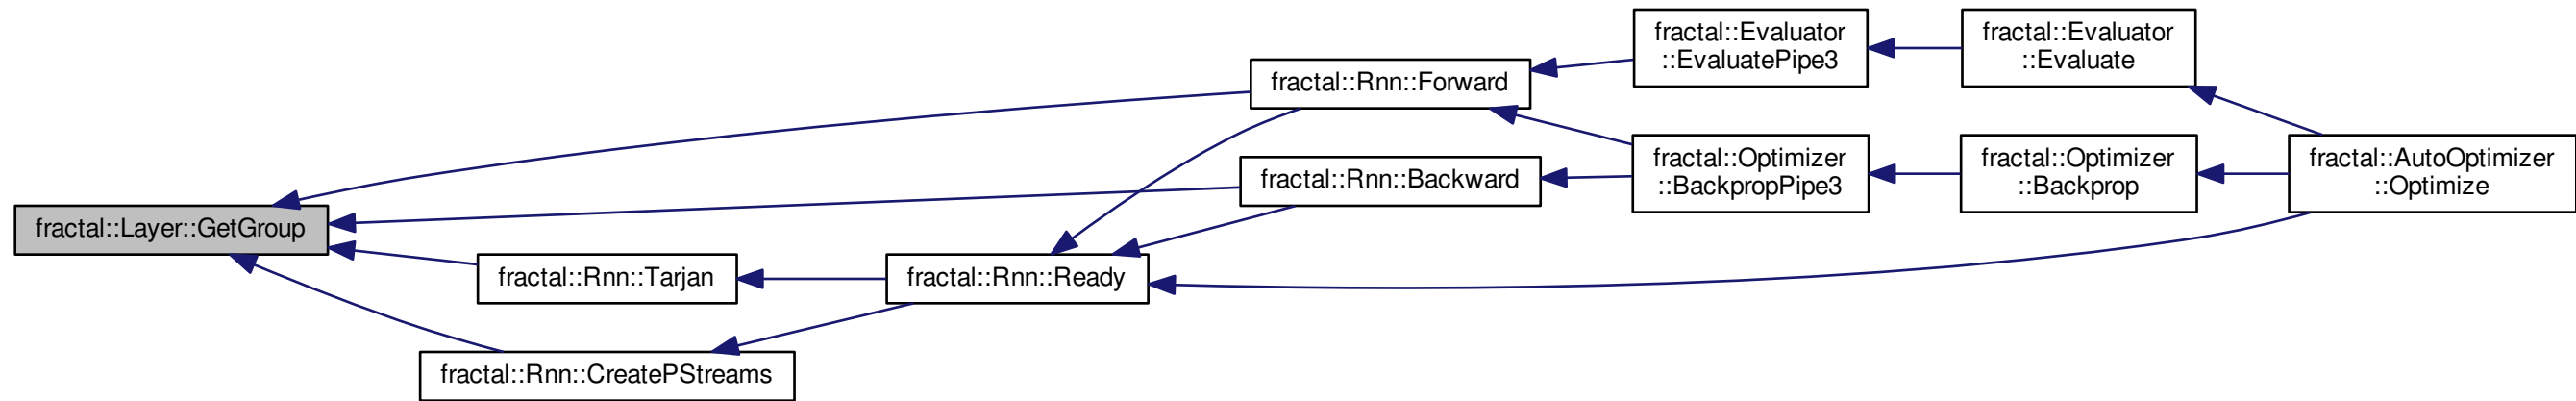 fractal::Evaluator
::EvaluatePipe3
fractal::Evaluator
::Evaluate
fractal::Rnn::Forward
fractal::Optimizer
::BackpropPipe3
fractal::Optimizer
::Backprop
fractal::AutoOptimizer
::Optimize
fractal::Rnn::Backward
fractal::Layer::GetGroup
fractal::Rnn::Tarjan
fractal::Rnn::Ready
fractal::Rnn::CreatePStreams